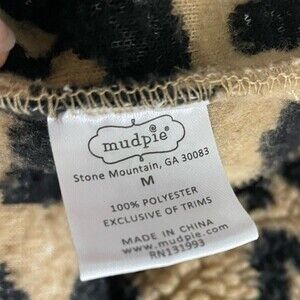 mudpie
Stone Mountain, GA 30083
M
100% POLYESTER
EXCLUSIVE OF TRIMS
MADE IN CHINA
www.mudpie.com
RN131993